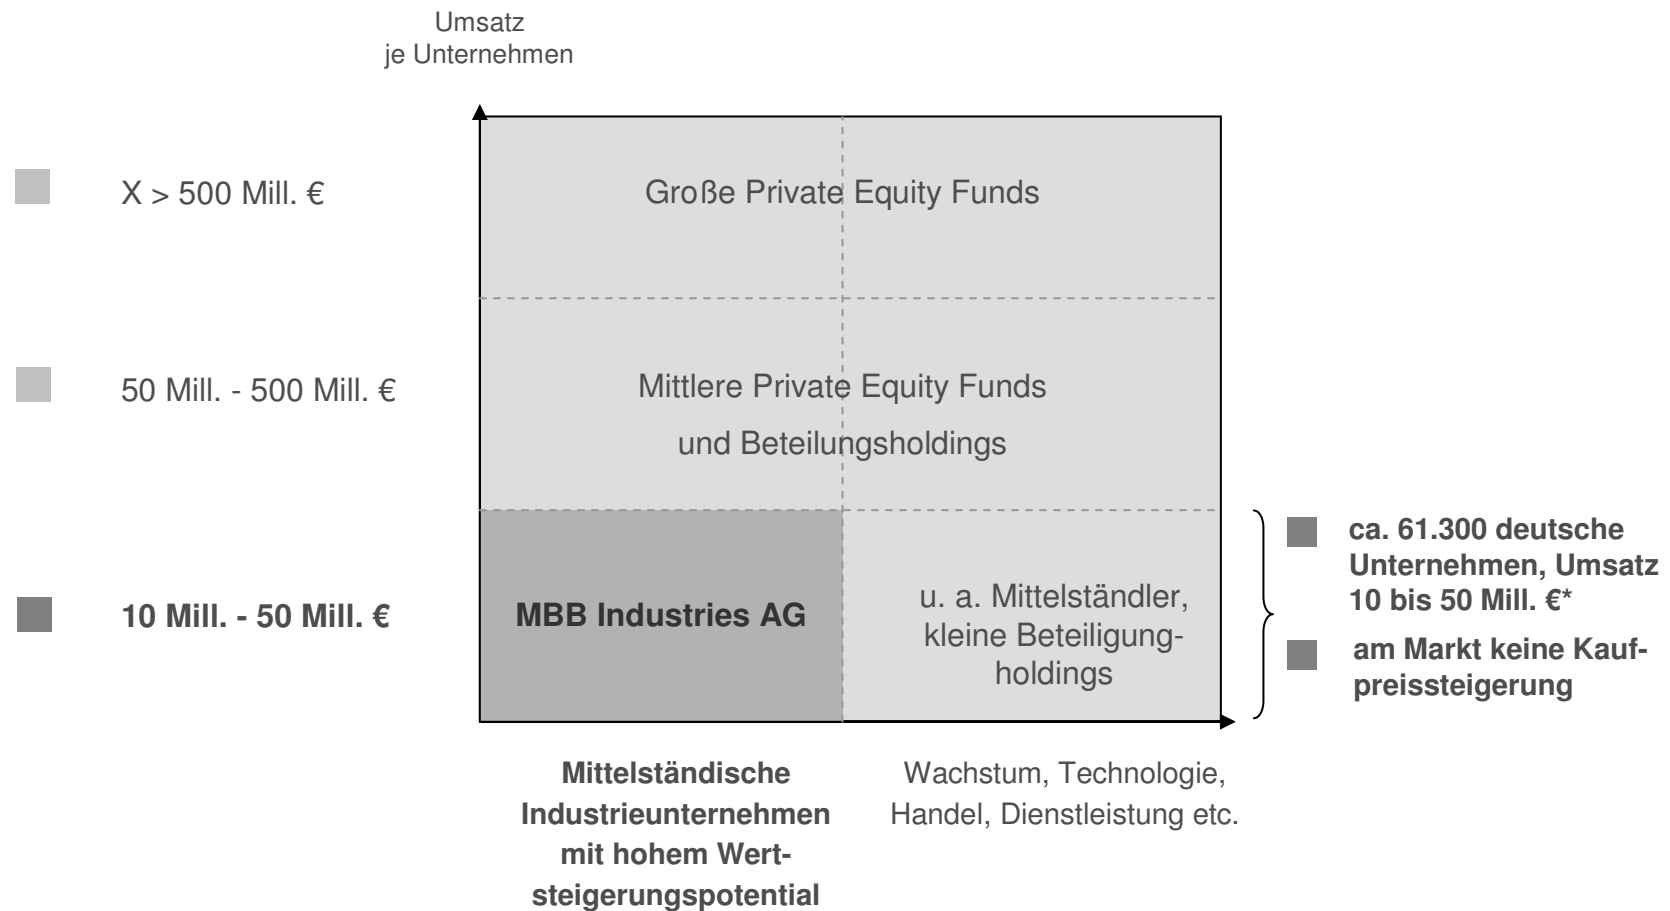 Umsatz
je Unternehmen
X > 500 Mill. €
Große Private Equity Funds
50 Mill. - 500 Mill. €
Mittlere Private Equity Funds
und Beteilungsholdings
10 Mill. - 50 Mill. €
MBB Industries AG
u. a. Mittelständler,
kleine Beteiligung-
holdings
ca. 61.300 deutsche
Unternehmen, Umsatz
10 bis 50 Mill. €*
am Markt keine Kauf-
preissteigerung
Mittelständische
Industrieunternehmen
mit hohem Wert-
steigerungspotential
Wachstum, Technologie,
Handel, Dienstleistung etc.